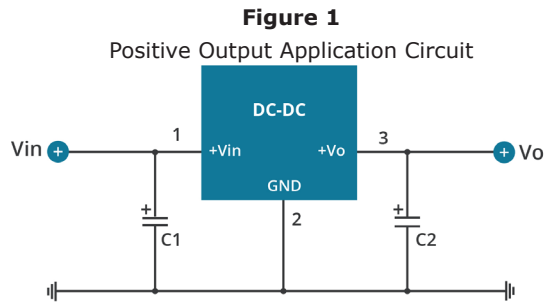 Figure 1
Positive Output Application Circuit
DC-DC
Vin + 1 +Vin +Vo 3 + Vo
GND
2
+ C1
+ C2